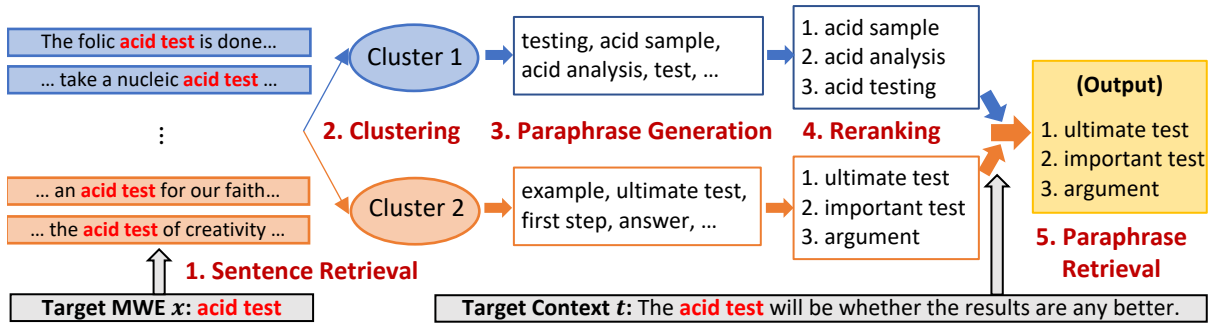 The folic acid test is done…
… take a nucleic acid test …
⋮
… an acid test for our faith…
… the acid test of creativity …
1. Sentence Retrieval
Target MWE x: acid test
2. Clustering
Cluster 1
Cluster 2
3. Paraphrase Generation
testing, acid sample,
acid analysis, test, …
example, ultimate test,
first step, answer, …
4. Reranking
1. acid sample
2. acid analysis
3. acid testing
1. ultimate test
2. important test
3. argument
Target Context t: The acid test will be whether the results are any better.
(Output)
1. ultimate test
2. important test
3. argument
5. Paraphrase
Retrieval